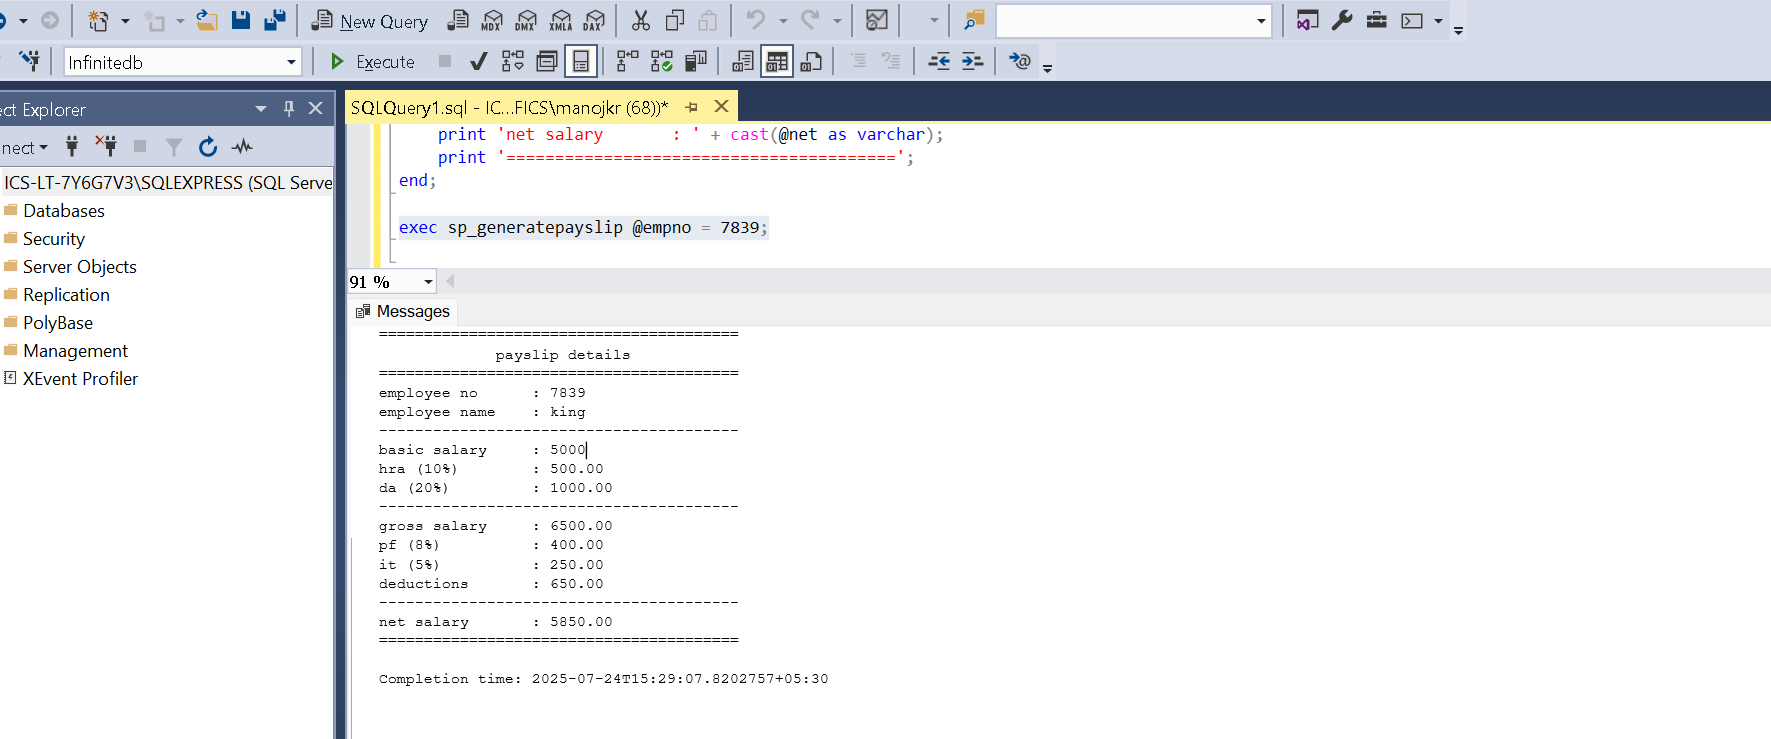 New Query
MDX
DMX
XMLA
DAX
Infinitedb
Execute
ct Explorer
SQLQuery1.sql - IC...FICS\manojkr (68))*
nnect
ICS-LT-7Y6G7V3\SQLEXPRESS (SQL Serve
Databases
Security
Server Objects
Replication
PolyBase
Management
XEvent Profiler
print 'net salary       : ' + cast(@net as varchar);
print '========================================';
end;
exec sp_generatepayslip @empno = 7839;
91 %
Messages
========================================
payslip details
========================================
employee no      : 7839
employee name    : king
----------------------------------------
basic salary     : 5000
hra (10%)        : 500.00
da (20%)         : 1000.00
----------------------------------------
gross salary     : 6500.00
pf (8%)          : 400.00
it (5%)          : 250.00
deductions       : 650.00
----------------------------------------
net salary       : 5850.00
========================================
Completion time: 2025-07-24T15:29:07.8202757+05:30